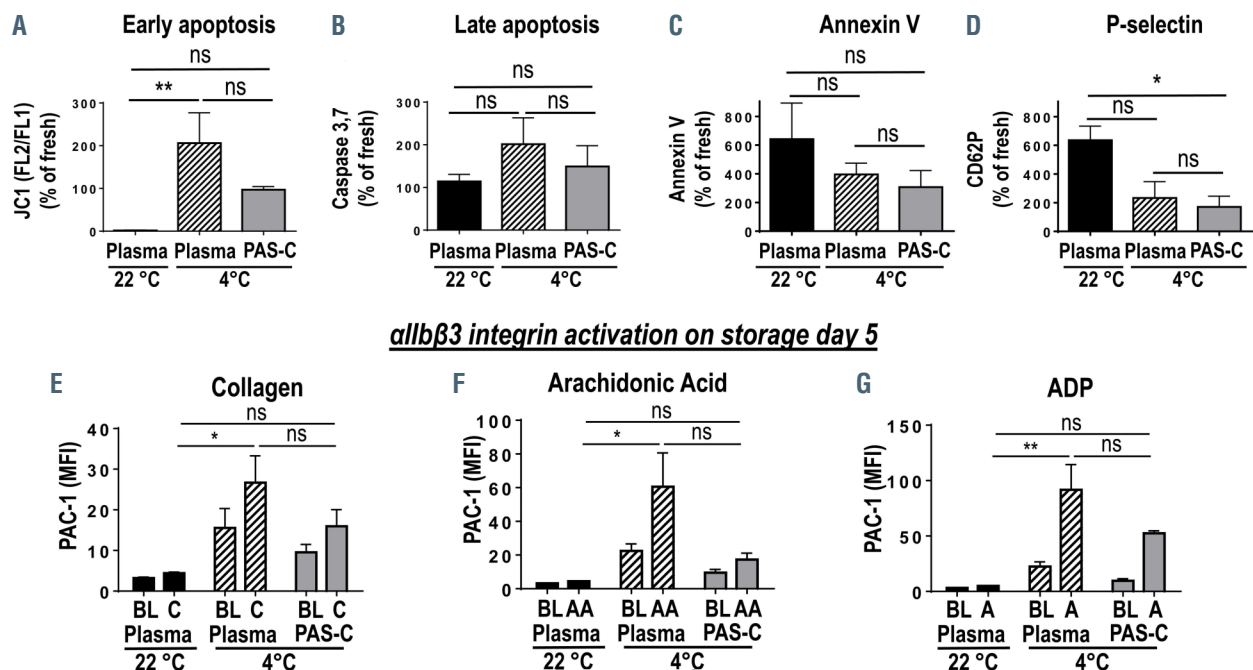 A
Early apoptosis
ns
**
ns
JC1 (FL2/FL1)
(% of fresh)
300
200
100
0
Plasma Plasma PAS-C
22 °C 4°C
B
Late apoptosis
ns
ns
ns
Caspase 3,7
(% of fresh)
300
200
100
0
Plasma Plasma PAS-C
22 °C 4°C
C
Annexin V
ns
ns
ns
Annexin V
(% of fresh)
800
600
400
200
0
Plasma Plasma PAS-C
22 °C 4°C
D
P-selectin
*
ns
ns
CD62P
(% of fresh)
800
600
400
200
0
Plasma Plasma PAS-C
22 °C 4°C
αIIbβ3 integrin activation on storage day 5
E
Collagen
ns
*
ns
PAC-1 (MFI)
40
30
20
10
0
BL C BL C BL C
Plasma Plasma PAS-C
22 °C 4°C
F
Arachidonic Acid
ns
*
ns
PAC-1 (MFI)
100
80
60
40
20
0
BL AA BL AA BL AA
Plasma Plasma PAS-C
22 °C 4°C
G
ADP
ns
**
ns
PAC-1 (MFI)
150
100
50
0
BL A BL A BL A
Plasma Plasma PAS-C
22 °C 4°C